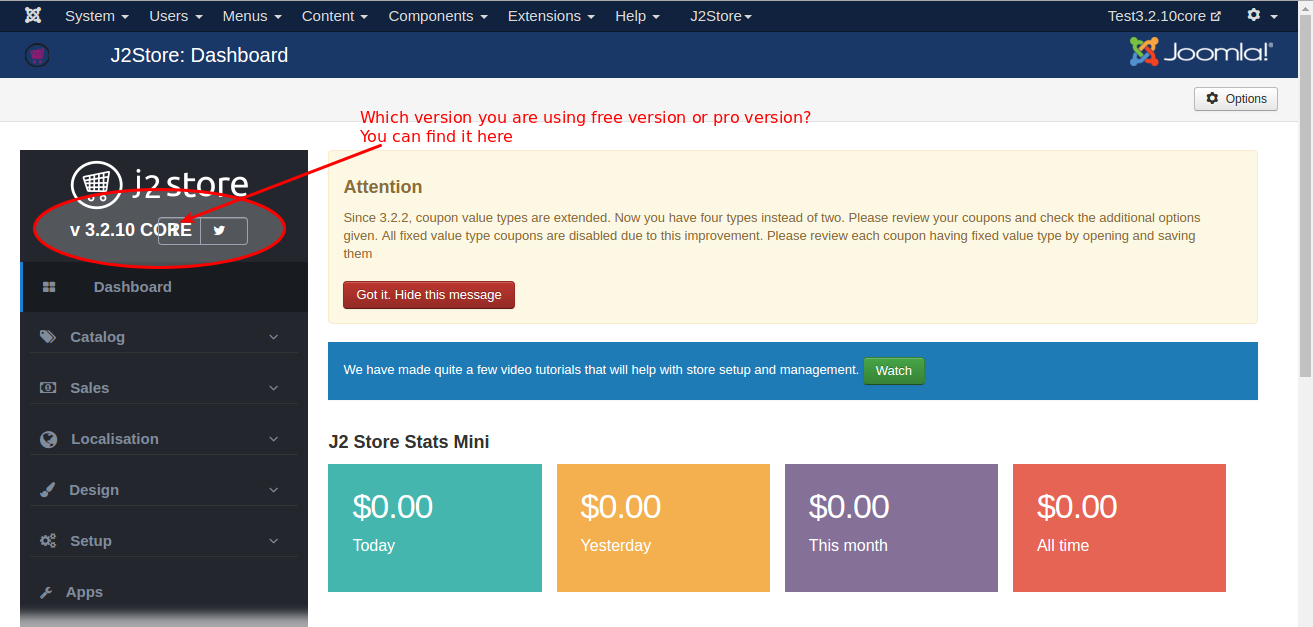 System Users Menus Content Components Extensions Help J2Store Test3.2.10core
J2Store: Dashboard
Joomla!®
Options
Which version you are using free version or pro version?
You can find it here
j2store
v 3.2.10 CORE
Dashboard
Catalog
Sales
Localisation
Design
Setup
Apps
Attention
Since 3.2.2, coupon value types are extended. Now you have four types instead of two. Please review your coupons and check the additional options
given. All fixed value type coupons are disabled due to this improvement. Please review each coupon having fixed value type by opening and saving
them
Got it. Hide this message
We have made quite a few video tutorials that will help with store setup and management. Watch
J2 Store Stats Mini
$0.00
Today
$0.00
Yesterday
$0.00
This month
$0.00
All time